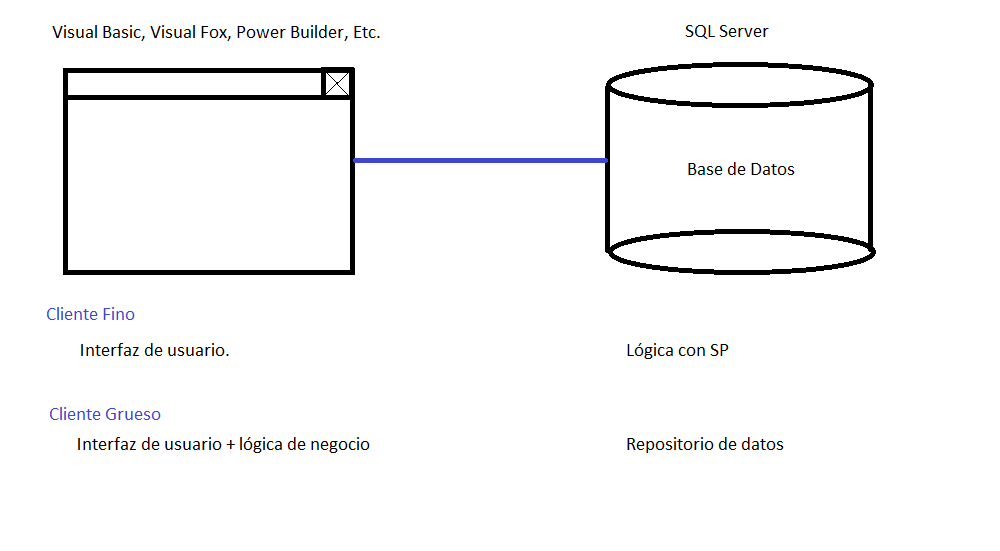 Visual Basic, Visual Fox, Power Builder, Etc.
SQL Server
Base de Datos
Cliente Fino
Interfaz de usuario.
Lógica con SP
Cliente Grueso
Interfaz de usuario + lógica de negocio
Repositorio de datos